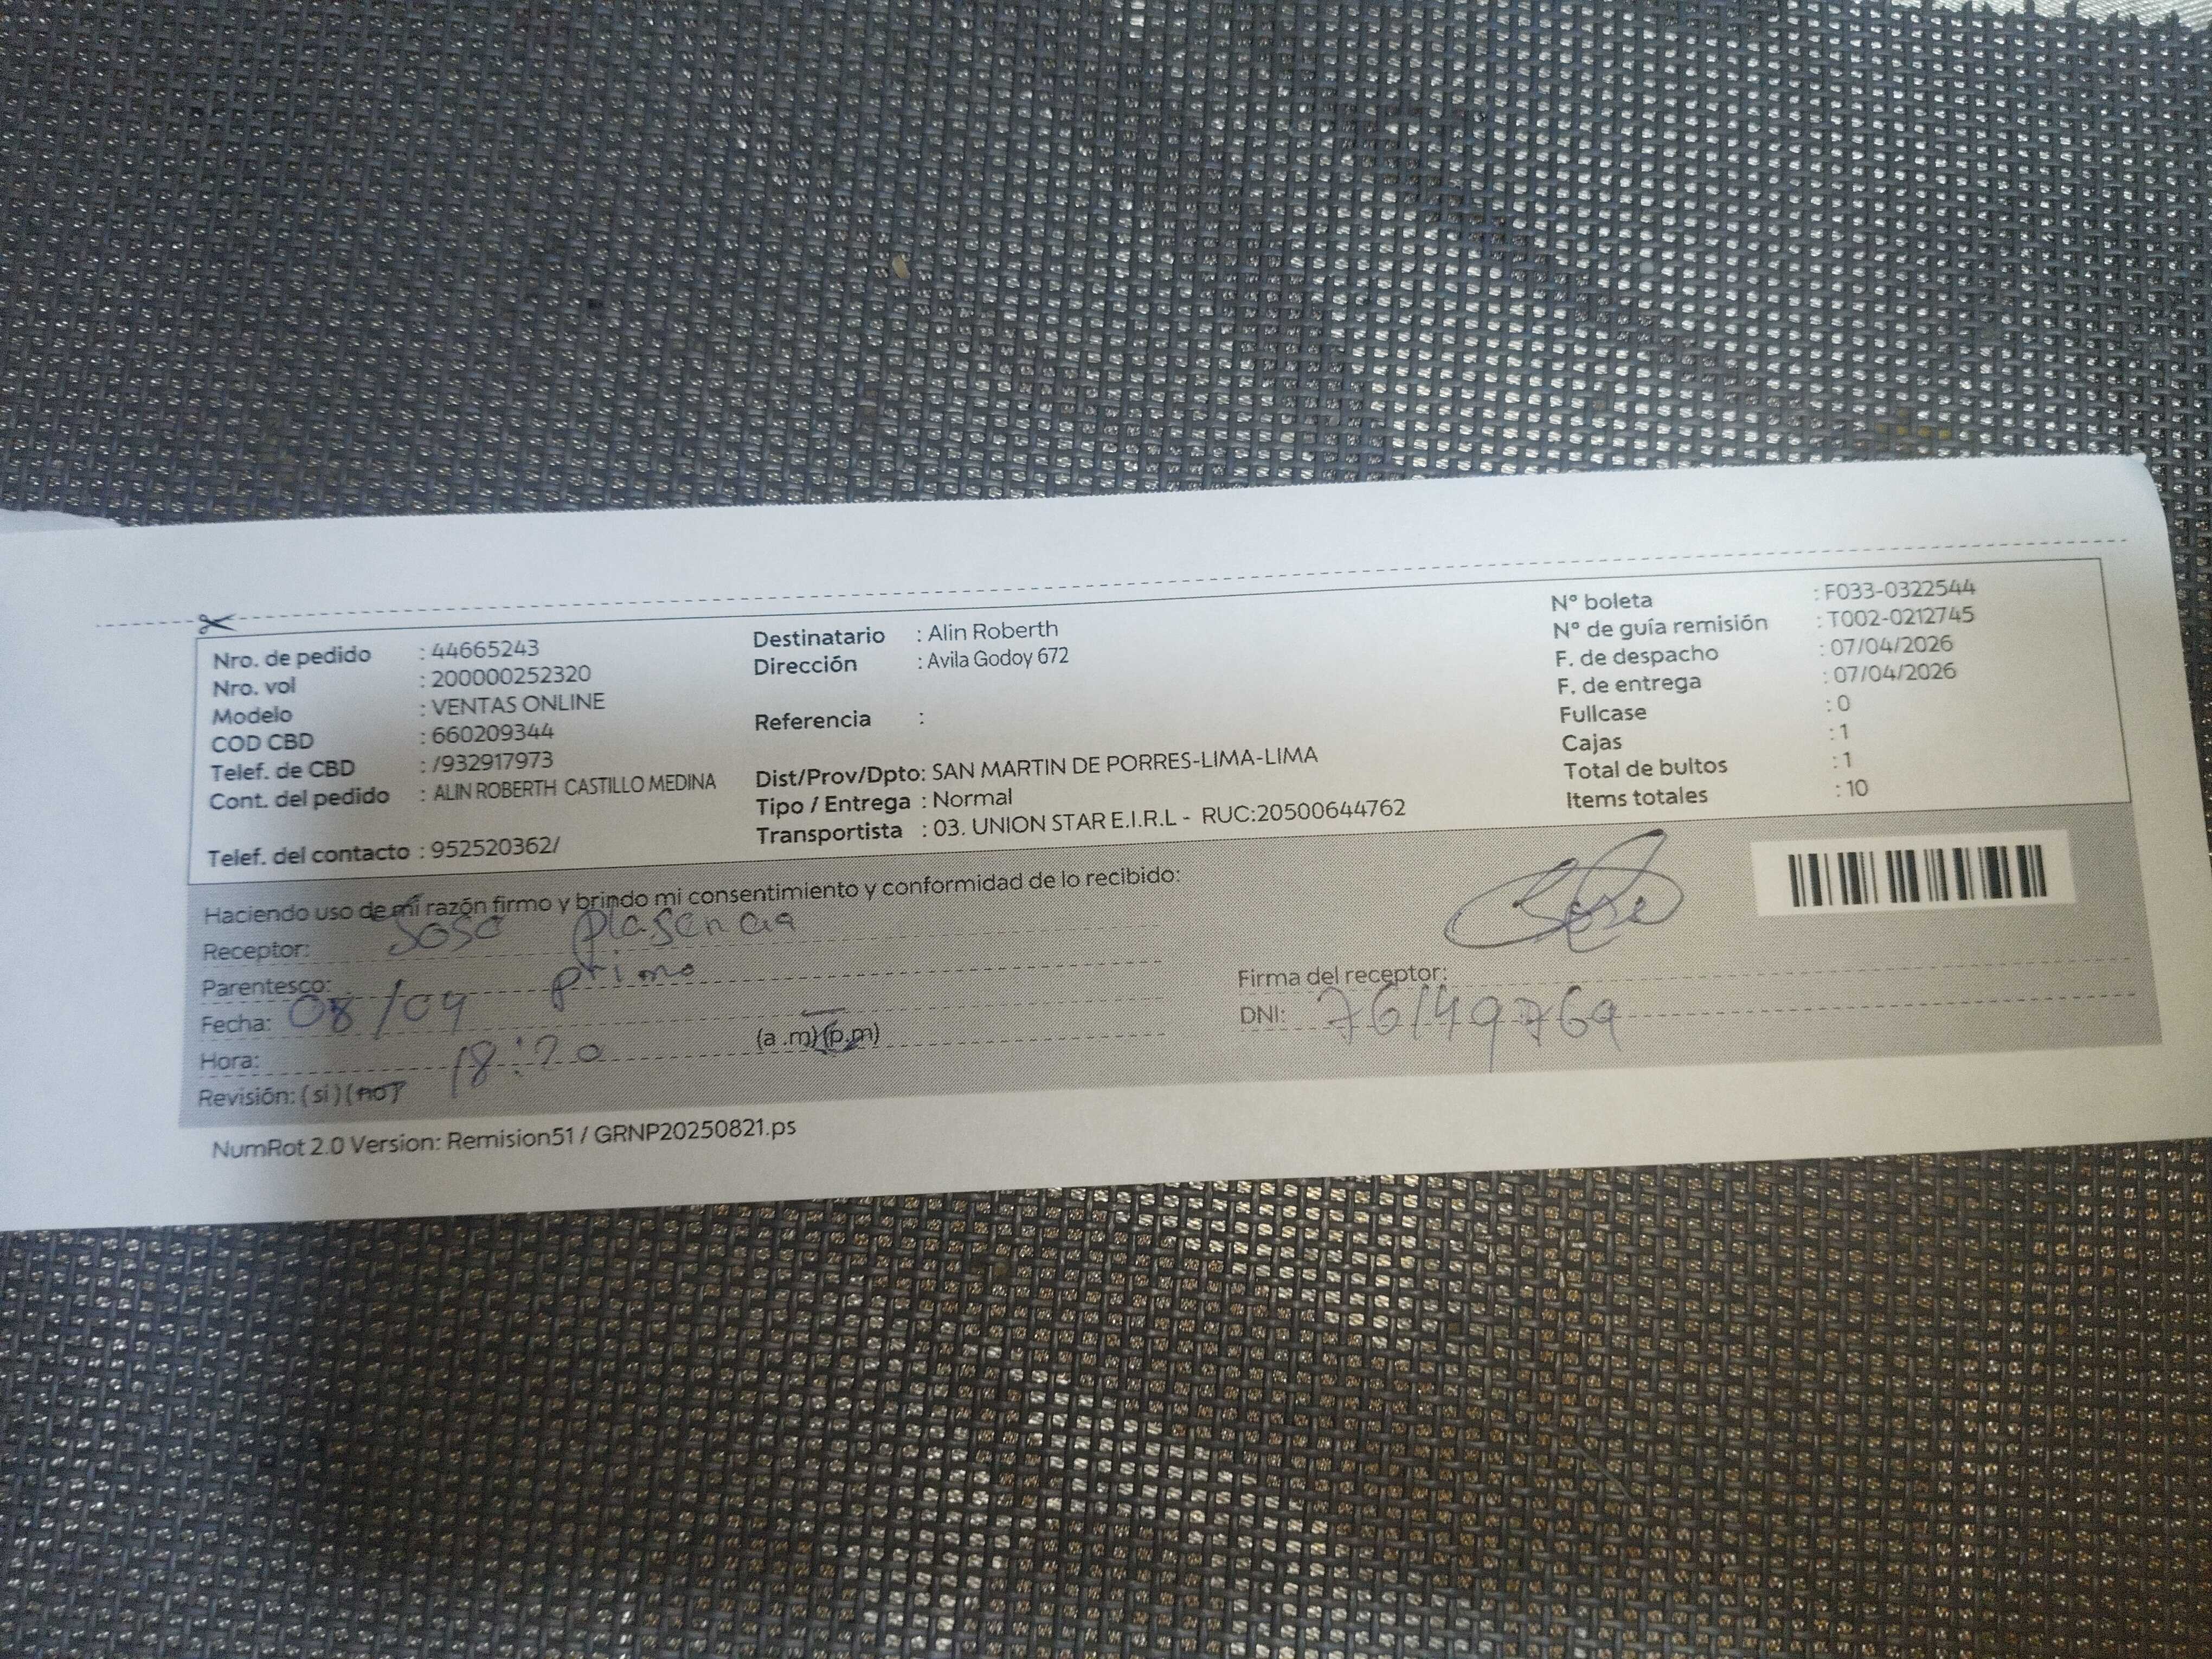 Nro. de pedido : 44665243
Nro. vol : 200000252320
Modelo : VENTAS ONLINE
COD CBD : 660209344
Telef. de CBD : /932917973
Cont. del pedido : ALIN ROBERTH CASTILLO MEDINA
Telef. del contacto : 952520362/
Destinatario : Alin Roberth
Dirección : Avila Godoy 672
Referencia :
Dist/Prov/Dpto: SAN MARTIN DE PORRES-LIMA-LIMA
Tipo / Entrega : Normal
Transportista : 03. UNION STAR E.I.R.L - RUC:20500644762
N° boleta : F033-0322544
N° de guía remisión : T002-0212745
F. de despacho : 07/04/2026
F. de entrega : 07/04/2026
Fullcase : 0
Cajas : 1
Total de bultos : 1
Items totales : 10
Haciendo uso de mi razón firmo y brindo mi consentimiento y conformidad de lo recibido:
Receptor: Jose plasencia
Parentesco: primo
Fecha: 08/04
Hora: 18:20 (a .m) (p.m)
Revisión: (si) (no)
Firma del receptor:
DNI: 76149769
NumRot 2.0 Version: Remision51 / GRNP20250821.ps